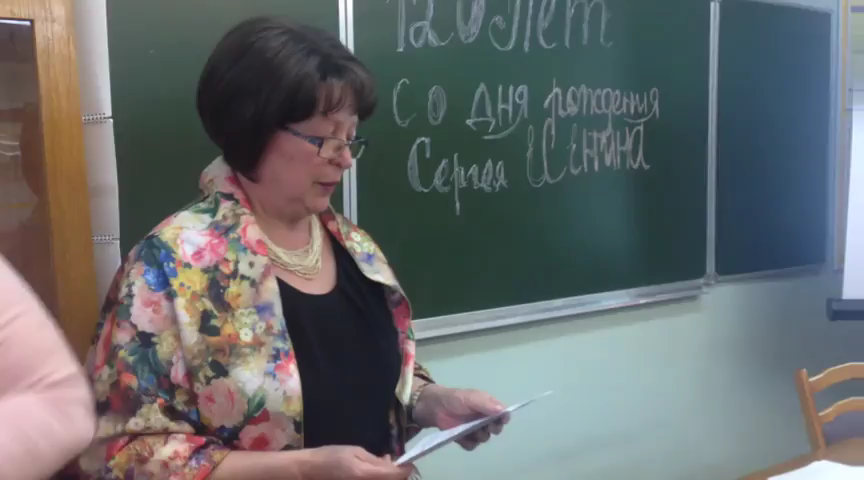 120 лет
со дня рождения
Сергея Есенина